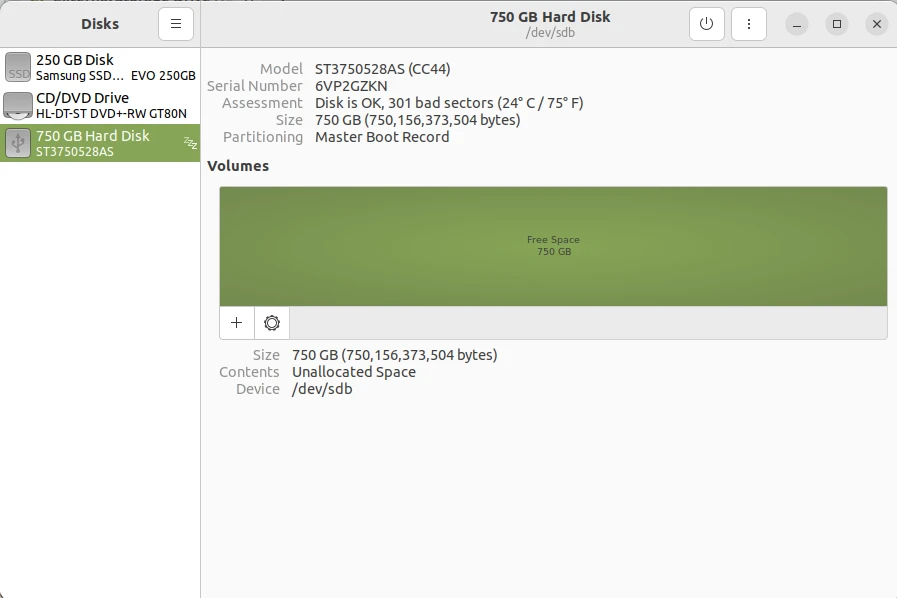 Disks
750 GB Hard Disk
/dev/sdb
250 GB Disk
Samsung SSD... EVO 250GB
SSD
CD/DVD Drive
HL-DT-ST DVD+-RW GT80N
750 GB Hard Disk
ST3750528AS
Model ST3750528AS (CC44)
Serial Number 6VP2GZKN
Assessment Disk is OK, 301 bad sectors (24° C / 75° F)
Size 750 GB (750,156,373,504 bytes)
Partitioning Master Boot Record
Volumes
Free Space
750 GB
Size 750 GB (750,156,373,504 bytes)
Contents Unallocated Space
Device /dev/sdb